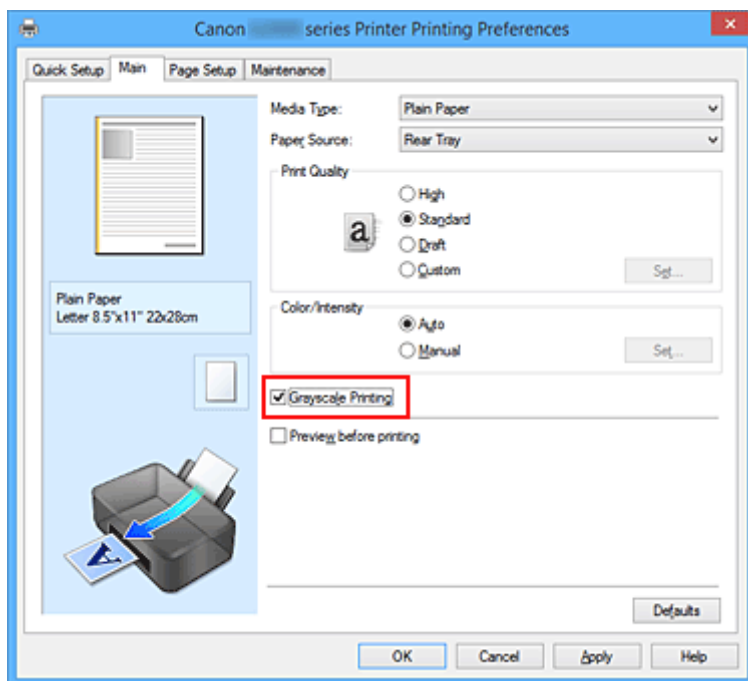 Canon series Printer Printing Preferences
Quick Setup Main Page Setup Maintenance
Media Type: Plain Paper
Paper Source: Rear Tray
Print Quality
High
a Standard
Draft
Custom Set...
Plain Paper
Letter 8.5"x11" 22x28cm
Color/Intensity
Auto
Manual Set...
Grayscale Printing
Preview before printing
A
Defaults
OK Cancel Apply Help